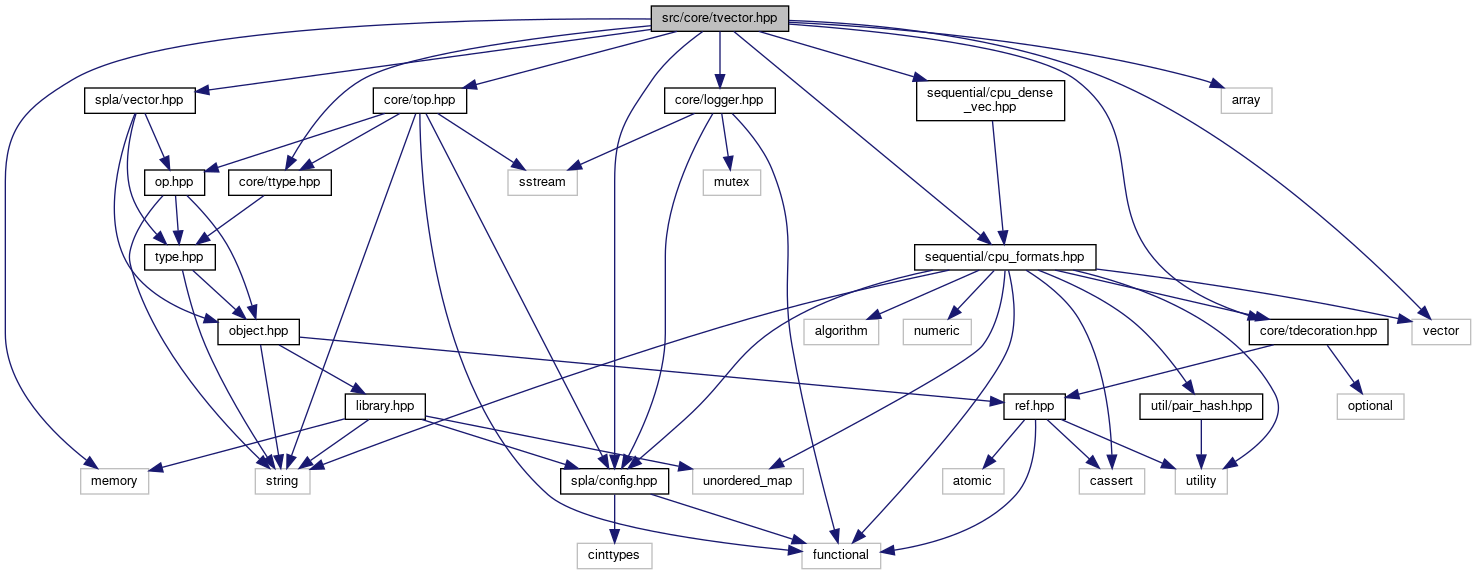 src/core/tvector.hpp
spla/vector.hpp
core/top.hpp
core/logger.hpp
sequential/cpu_dense
_vec.hpp
array
op.hpp
core/ttype.hpp
sstream
mutex
type.hpp
sequential/cpu_formats.hpp
object.hpp
algorithm
numeric
core/tdecoration.hpp
vector
library.hpp
ref.hpp
util/pair_hash.hpp
optional
memory
string
spla/config.hpp
unordered_map
atomic
cassert
utility
cinttypes
functional